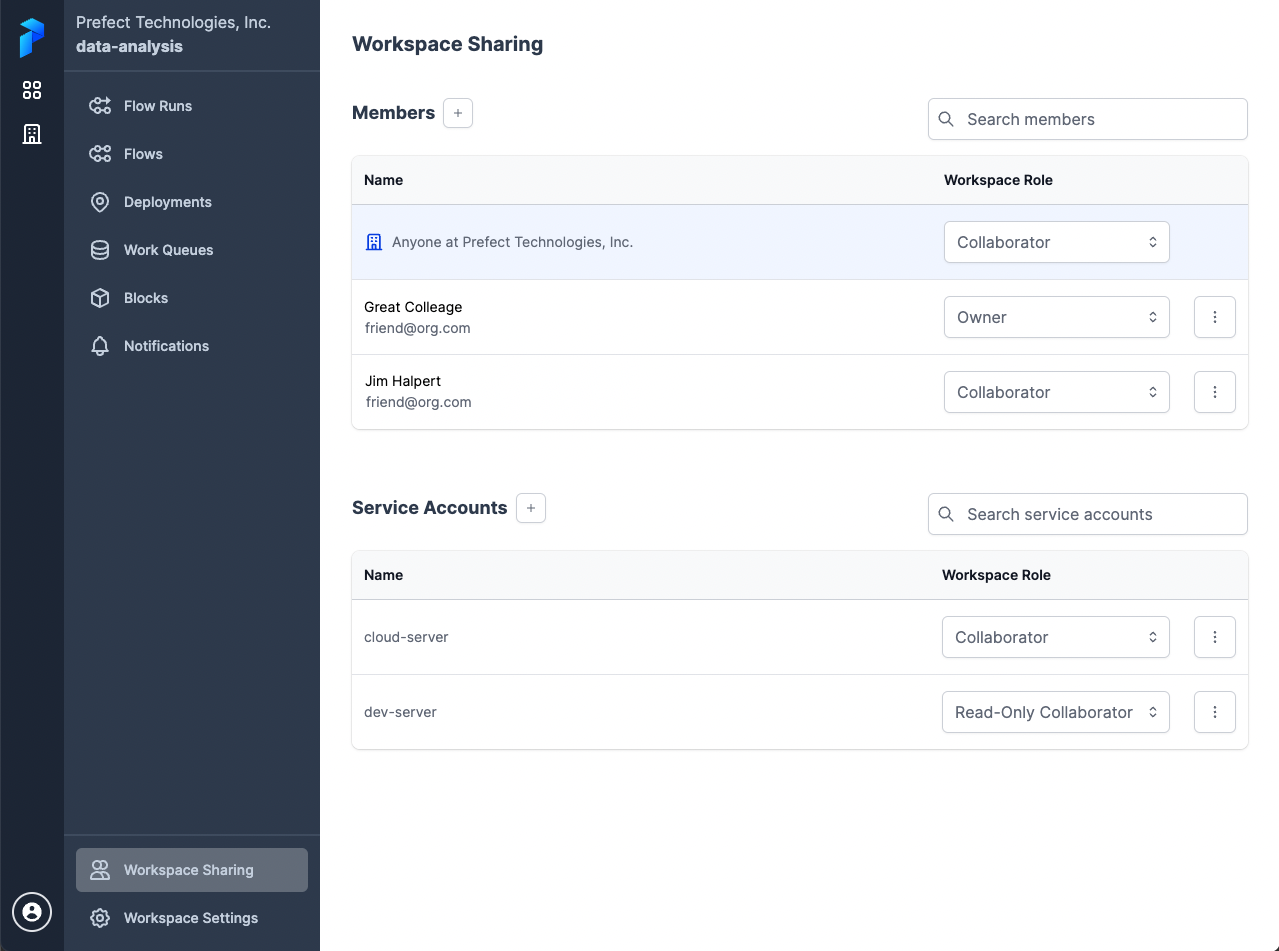 Prefect Technologies, Inc.
data-analysis
Flow Runs
Flows
Deployments
Work Queues
Blocks
Notifications
Workspace Sharing
Workspace Settings
Workspace Sharing
Members
Search members
Name Workspace Role
Anyone at Prefect Technologies, Inc. Collaborator
Great Colleage
friend@org.com
Owner
Jim Halpert
friend@org.com
Collaborator
Service Accounts
Search service accounts
Name Workspace Role
cloud-server Collaborator
dev-server Read-Only Collaborator